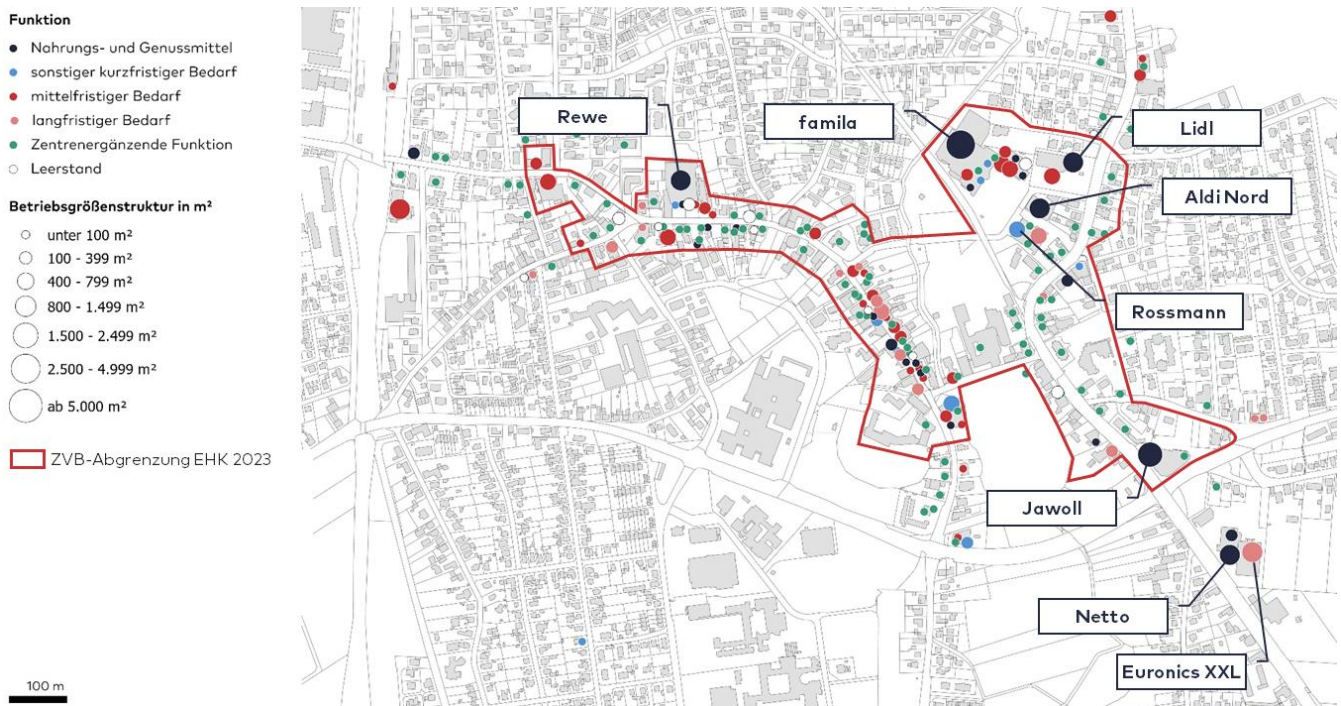 Funktion
Nahrungs- und Genussmittel
sonstiger kurzfristiger Bedarf
mittelfristiger Bedarf
langfristiger Bedarf
Zentrenergänzende Funktion
Leerstand
Betriebsgrößenstruktur in m²
unter 100 m²
100 - 399 m²
400 - 799 m²
800 - 1.499 m²
1.500 - 2.499 m²
2.500 - 4.999 m²
ab 5.000 m²
ZVB-Abgrenzung EHK 2023
100 m
Rewe
famila
Lidl
Aldi Nord
Rossmann
Jawoll
Netto
Euronics XXL